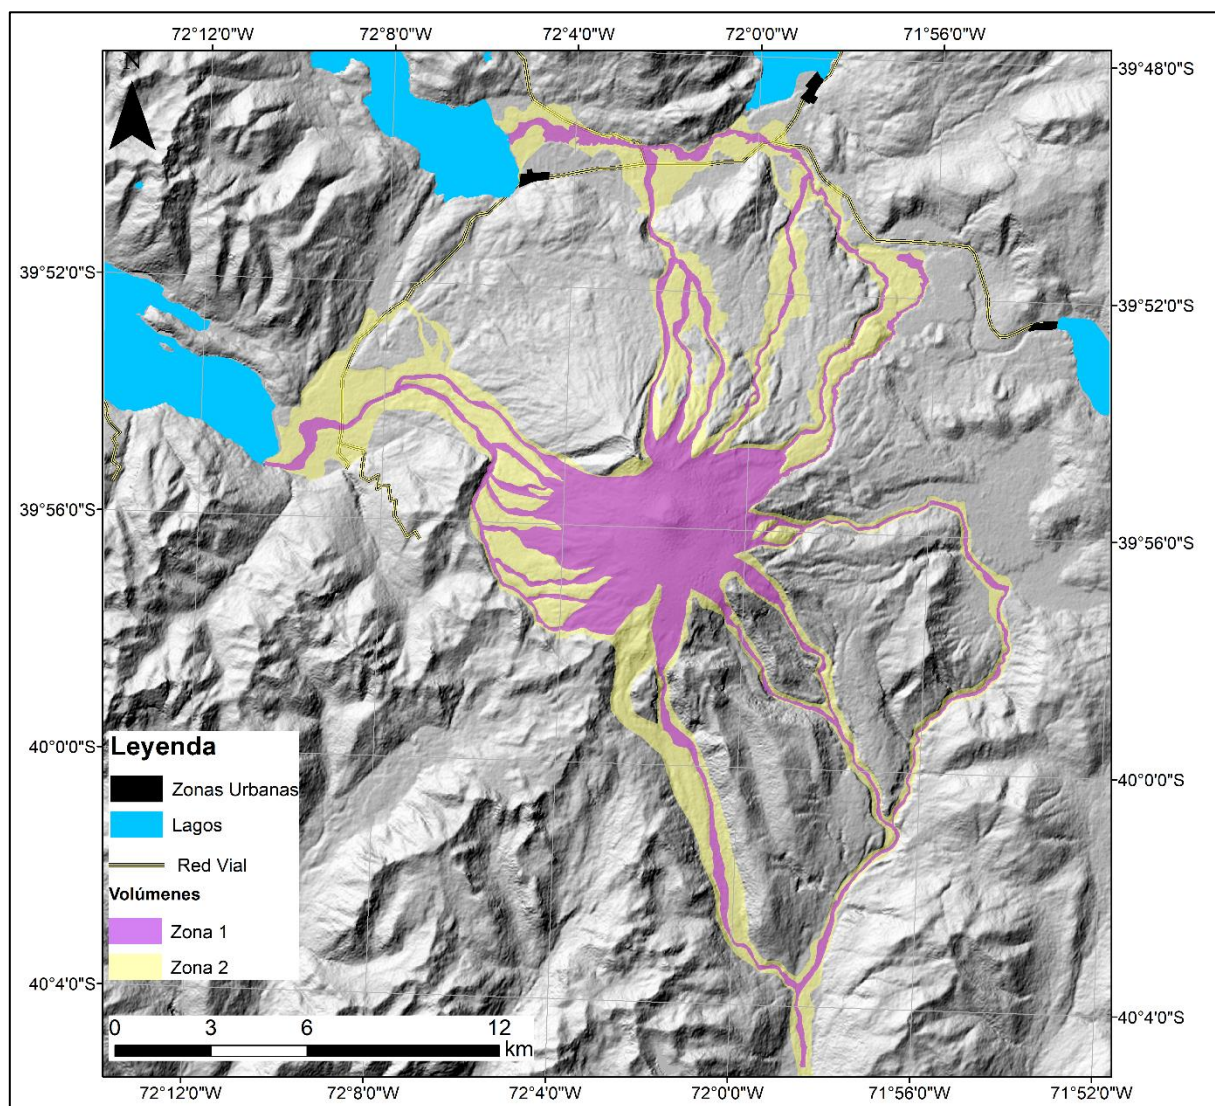 72°12'0"W 72°8'0"W 72°4'0"W 72°0'0"W 71°56'0"W
N
39°48'0"S
39°52'0"S
39°52'0"S
39°56'0"S
39°56'0"S
40°0'0"S
40°0'0"S
Leyenda
Zonas Urbanas
Lagos
Red Vial
Volúmenes
Zona 1
Zona 2
40°4'0"S
40°4'0"S
0 3 6 12
km
72°12'0"W 72°8'0"W 72°4'0"W 72°0'0"W 71°56'0"W 71°52'0"W